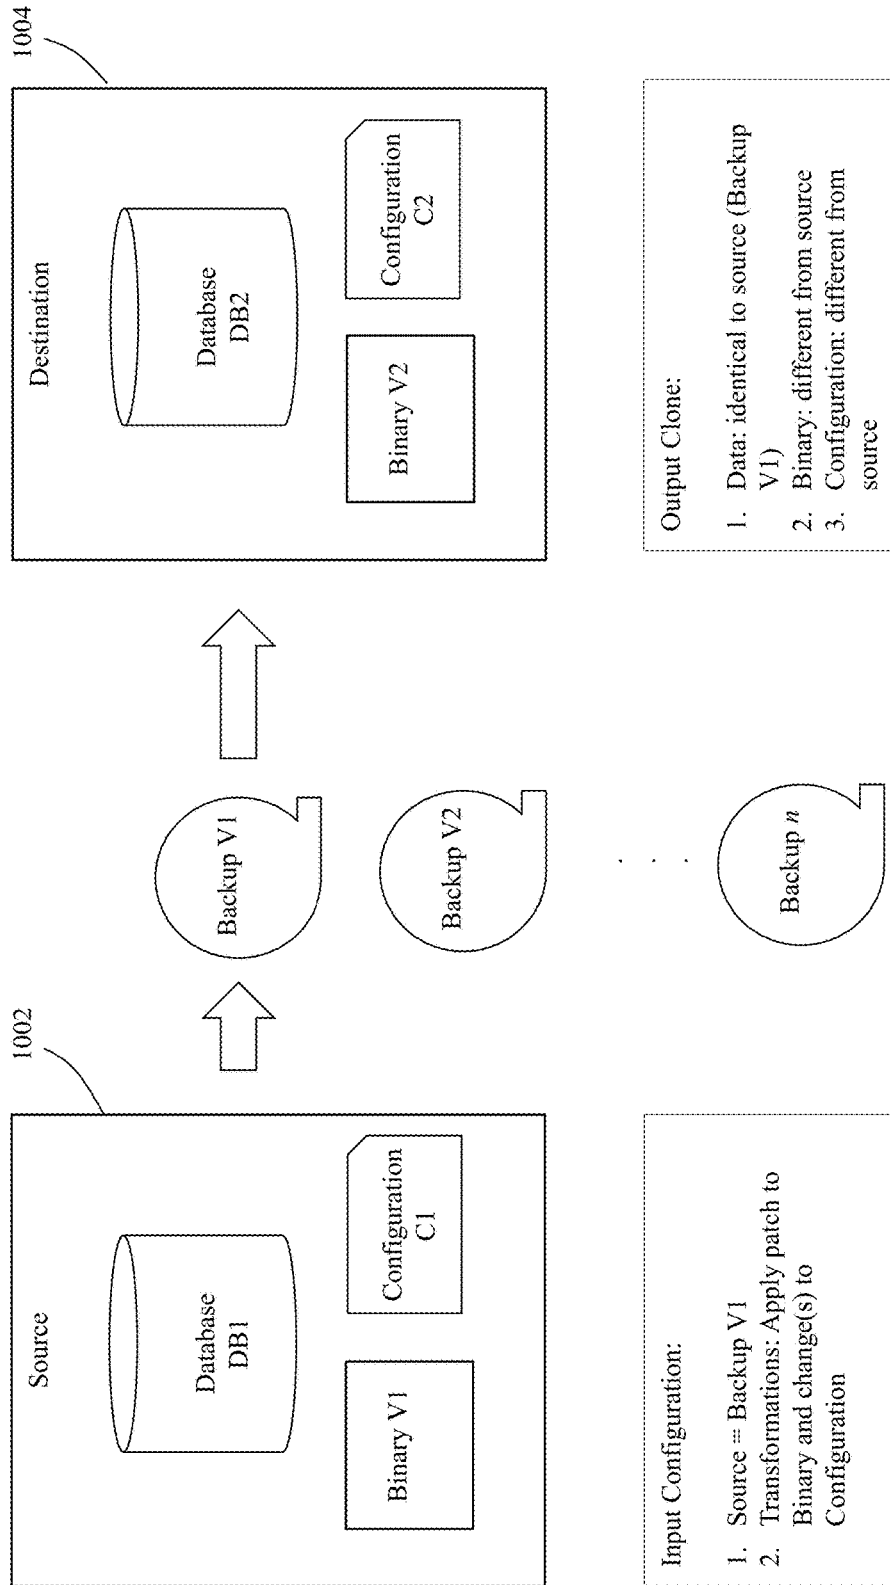 1002
1004
Source
Database
DB1
Binary V1
Configuration
C1
Backup V1
Backup V2
. . .
Backup n
Destination
Database
DB2
Binary V2
Configuration
C2
Input Configuration:
1. Source = Backup V1
2. Transformations: Apply patch to
Binary and change(s) to
Configuration
Output Clone:
1. Data: identical to source (Backup
V1)
2. Binary: different from source
3. Configuration: different from
source